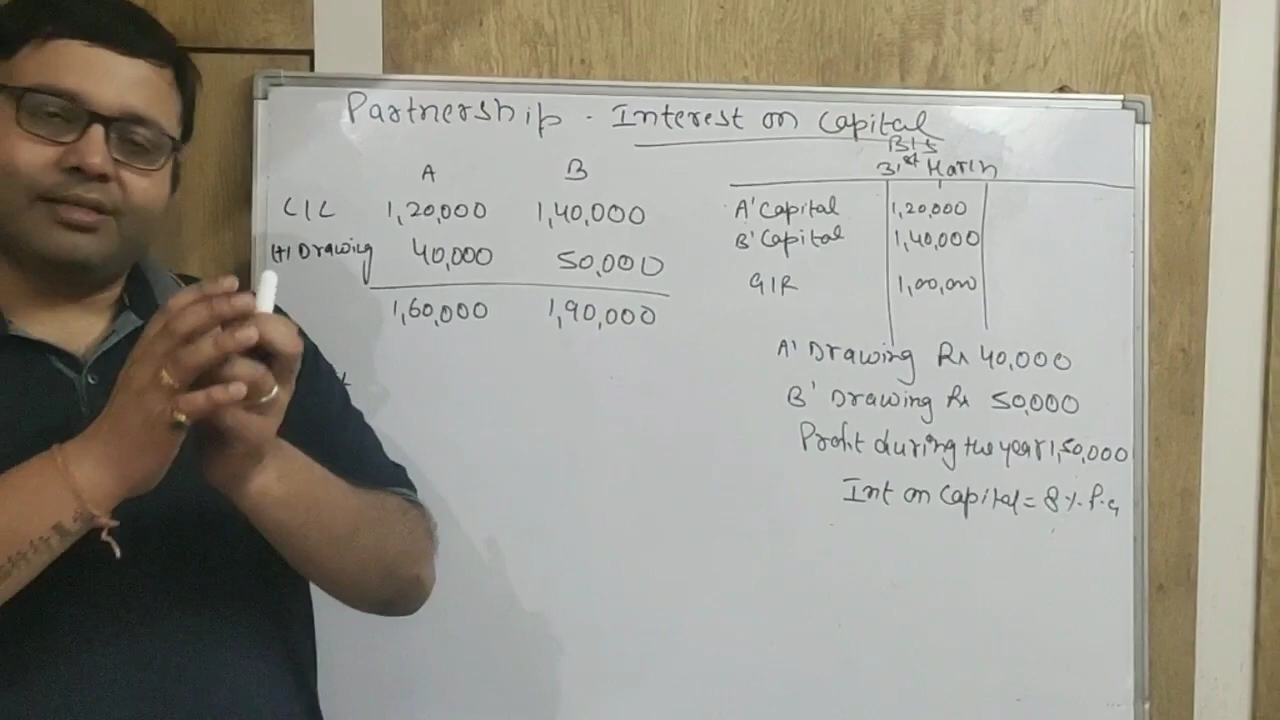 Partnership - Interest on Capital
A B
C/C 1,20,000 1,40,000
(+) Drawing 40,000 50,000
1,60,000 1,90,000
B/S
31st March
A' Capital 1,20,000
B' Capital 1,40,000
G/R 1,00,000
A' Drawing Rs 40,000
B' Drawing Rs 50,000
Profit during the year 1,50,000
Int on Capital = 8 % P.a